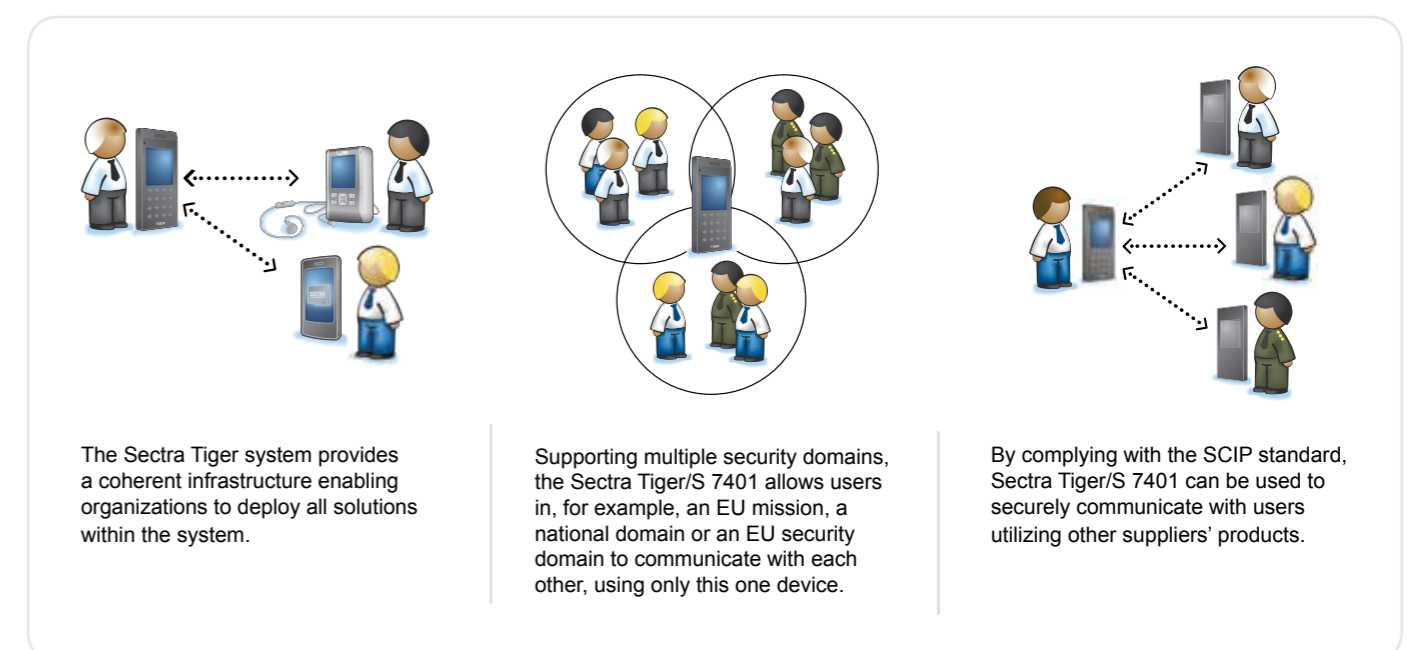 The Sectra Tiger system provides
a coherent infrastructure enabling
organizations to deploy all solutions
within the system.
Supporting multiple security domains,
the Sectra Tiger/S 7401 allows users
in, for example, an EU mission, a
national domain or an EU security
domain to communicate with each
other, using only this one device.
By complying with the SCIP standard,
Sectra Tiger/S 7401 can be used to
securely communicate with users
utilizing other suppliers’ products.